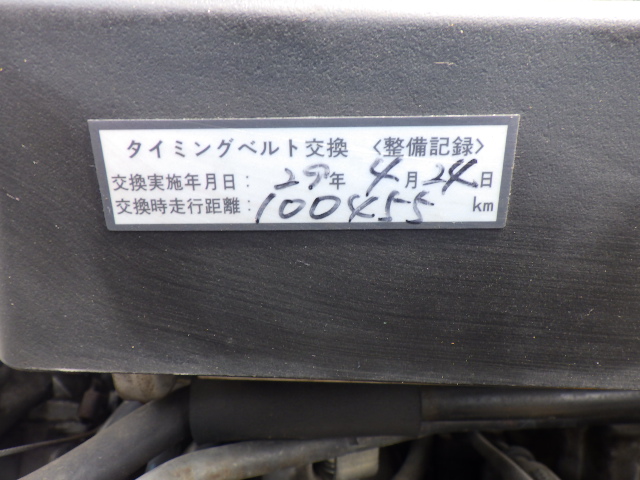 タイミングベルト交換 〈整備記録〉
交換実施年月日: 29年 4月24日
交換時走行距離: 100455 km